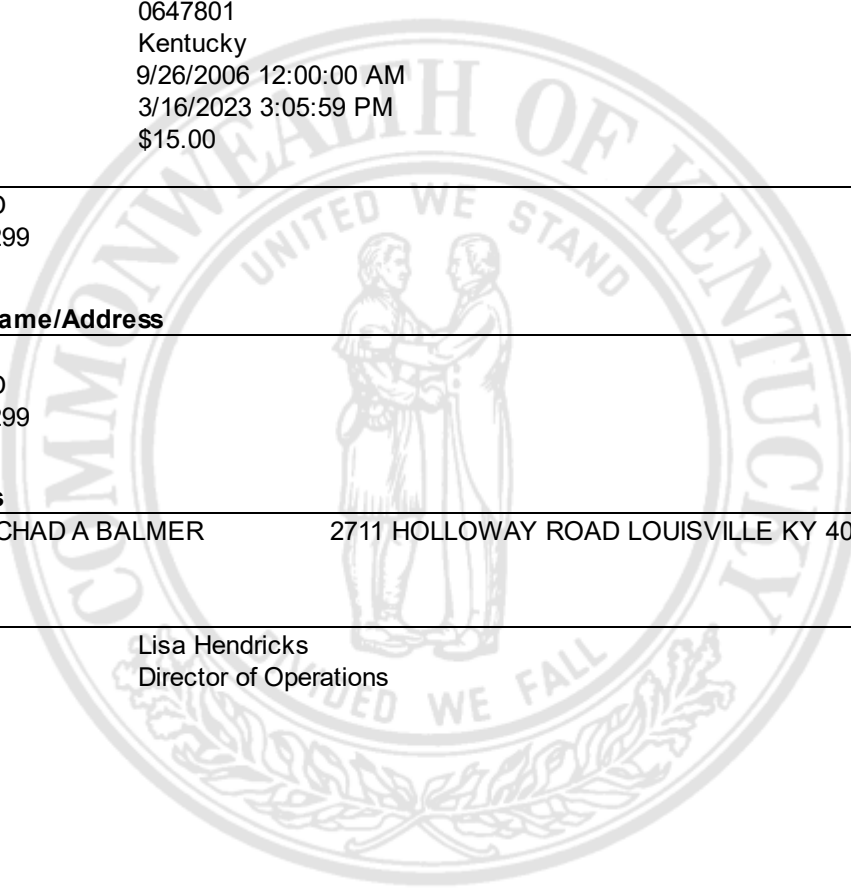 0647801
Kentucky
9/26/2006 12:00:00 AM
3/16/2023 3:05:59 PM
$15.00
299
ame/Address
299
s
CHAD A BALMER 2711 HOLLOWAY ROAD LOUISVILLE KY 40
Lisa Hendricks
Director of Operations
COMMONWEALTH OF KENTUCKY
UNITED WE STAND
DIVIDED WE FALL